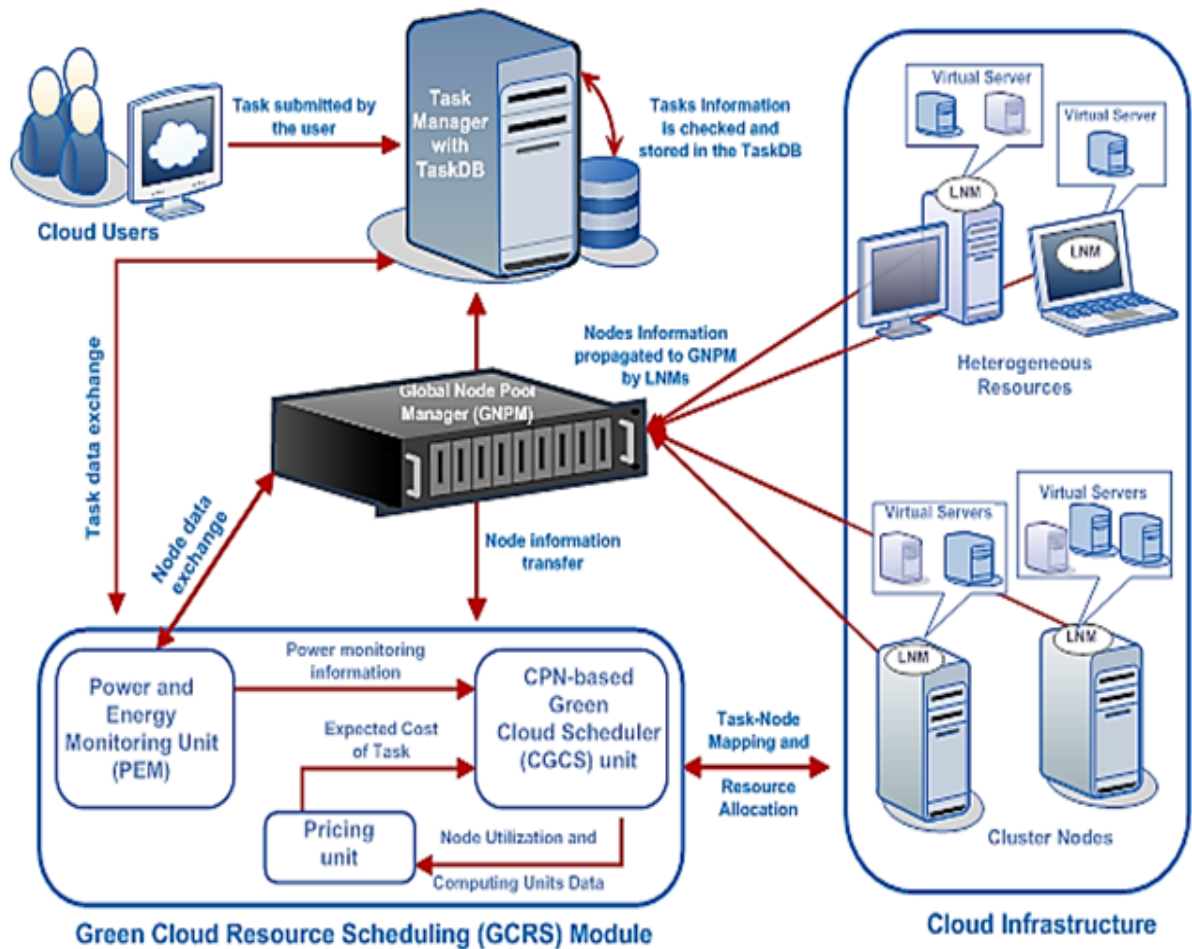 Task submitted by
the user
Task
Manager
with
TaskDB
Tasks Information
is checked and
stored in the TaskDB
Cloud Users
Virtual Server
Virtual Server
LNM
LNM
Heterogeneous
Resources
Nodes Information
propagated to GNPM
by LNMs
Global Node Pool
Manager (GNPM)
Task data exchange
Node data
exchange
Node information
transfer
Virtual Servers
Virtual Servers
LNM
LNM
Cluster Nodes
Power and
Energy
Monitoring Unit
(PEM)
Power monitoring
information
Expected Cost
of Task
CPN-based
Green
Cloud Scheduler
(CGCS) unit
Pricing
unit
Node Utilization and
Computing Units Data
Task-Node
Mapping and
Resource
Allocation
Green Cloud Resource Scheduling (GCRS) Module
Cloud Infrastructure